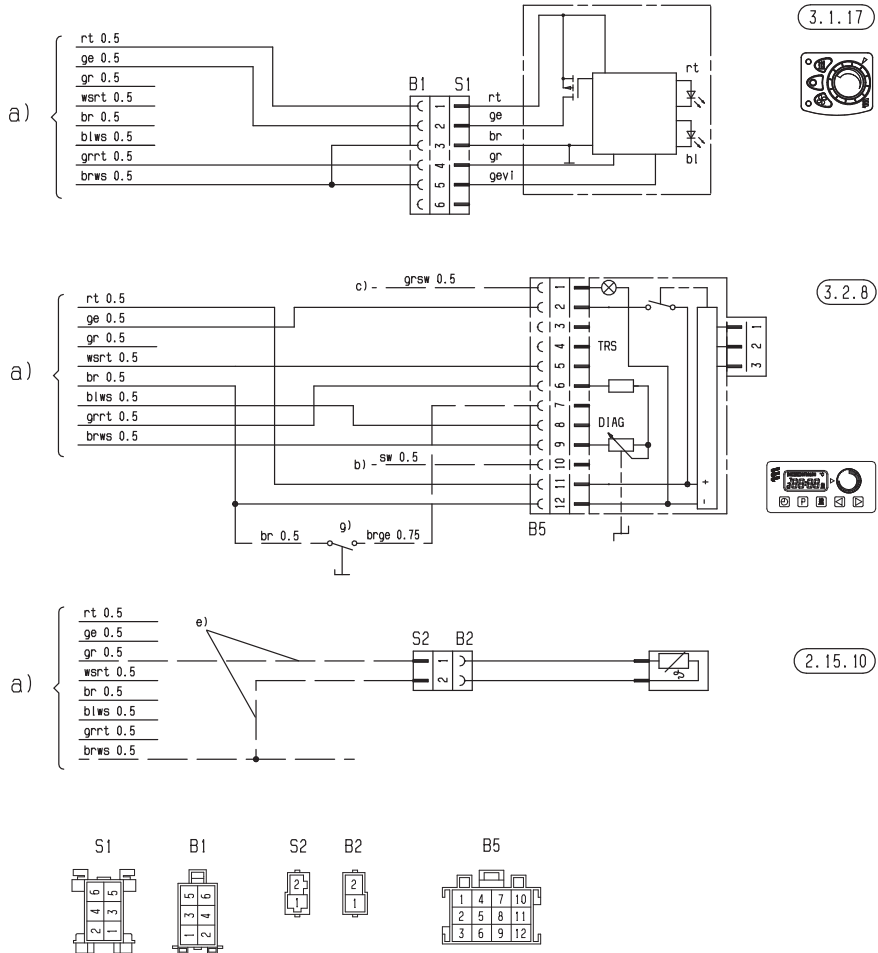 3.1.17
a)
rt 0.5
ge 0.5
gr 0.5
wsrt 0.5
br 0.5
blws 0.5
grrt 0.5
brws 0.5
B1 S1
1
2
3
4
5
6
rt
ge
br
gr
gevi
rt
bl
3.2.8
a)
rt 0.5
ge 0.5
gr 0.5
wsrt 0.5
br 0.5
blws 0.5
grrt 0.5
brws 0.5
c) grsw 0.5
b) sw 0.5
br 0.5 g) brge 0.75
1
2
3
4
5
6
7
8
9
10
11
12
B5
TRS
DIAG
+
-
1
2
3
P
2.15.10
a)
rt 0.5
ge 0.5
gr 0.5
wsrt 0.5
br 0.5
blws 0.5
grrt 0.5
brws 0.5
e)
S2 B2
1
2
S1 B1 S2 B2 B5
6 5
4 3
2 1
5 6
3 4
1 2
2
1
2
1
1 4 7 10
2 5 8 11
3 6 9 12